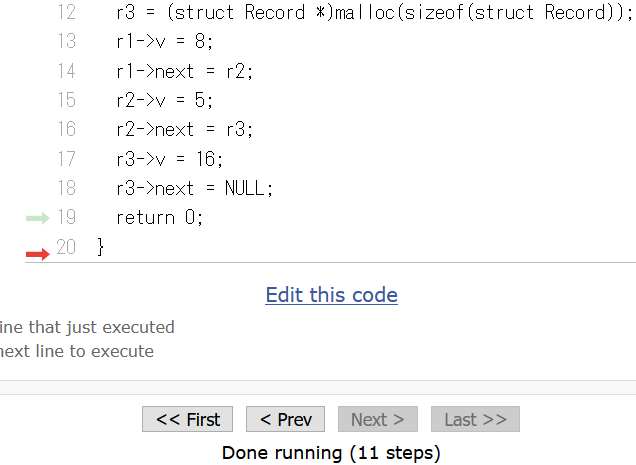 12 r3 = (struct Record *)malloc(sizeof(struct Record));
13 r1->v = 8;
14 r1->next = r2;
15 r2->v = 5;
16 r2->next = r3;
17 r3->v = 16;
18 r3->next = NULL;
19 return 0;
20 }
Edit this code
ine that just executed
next line to execute
<< First < Prev Next > Last >>
Done running (11 steps)